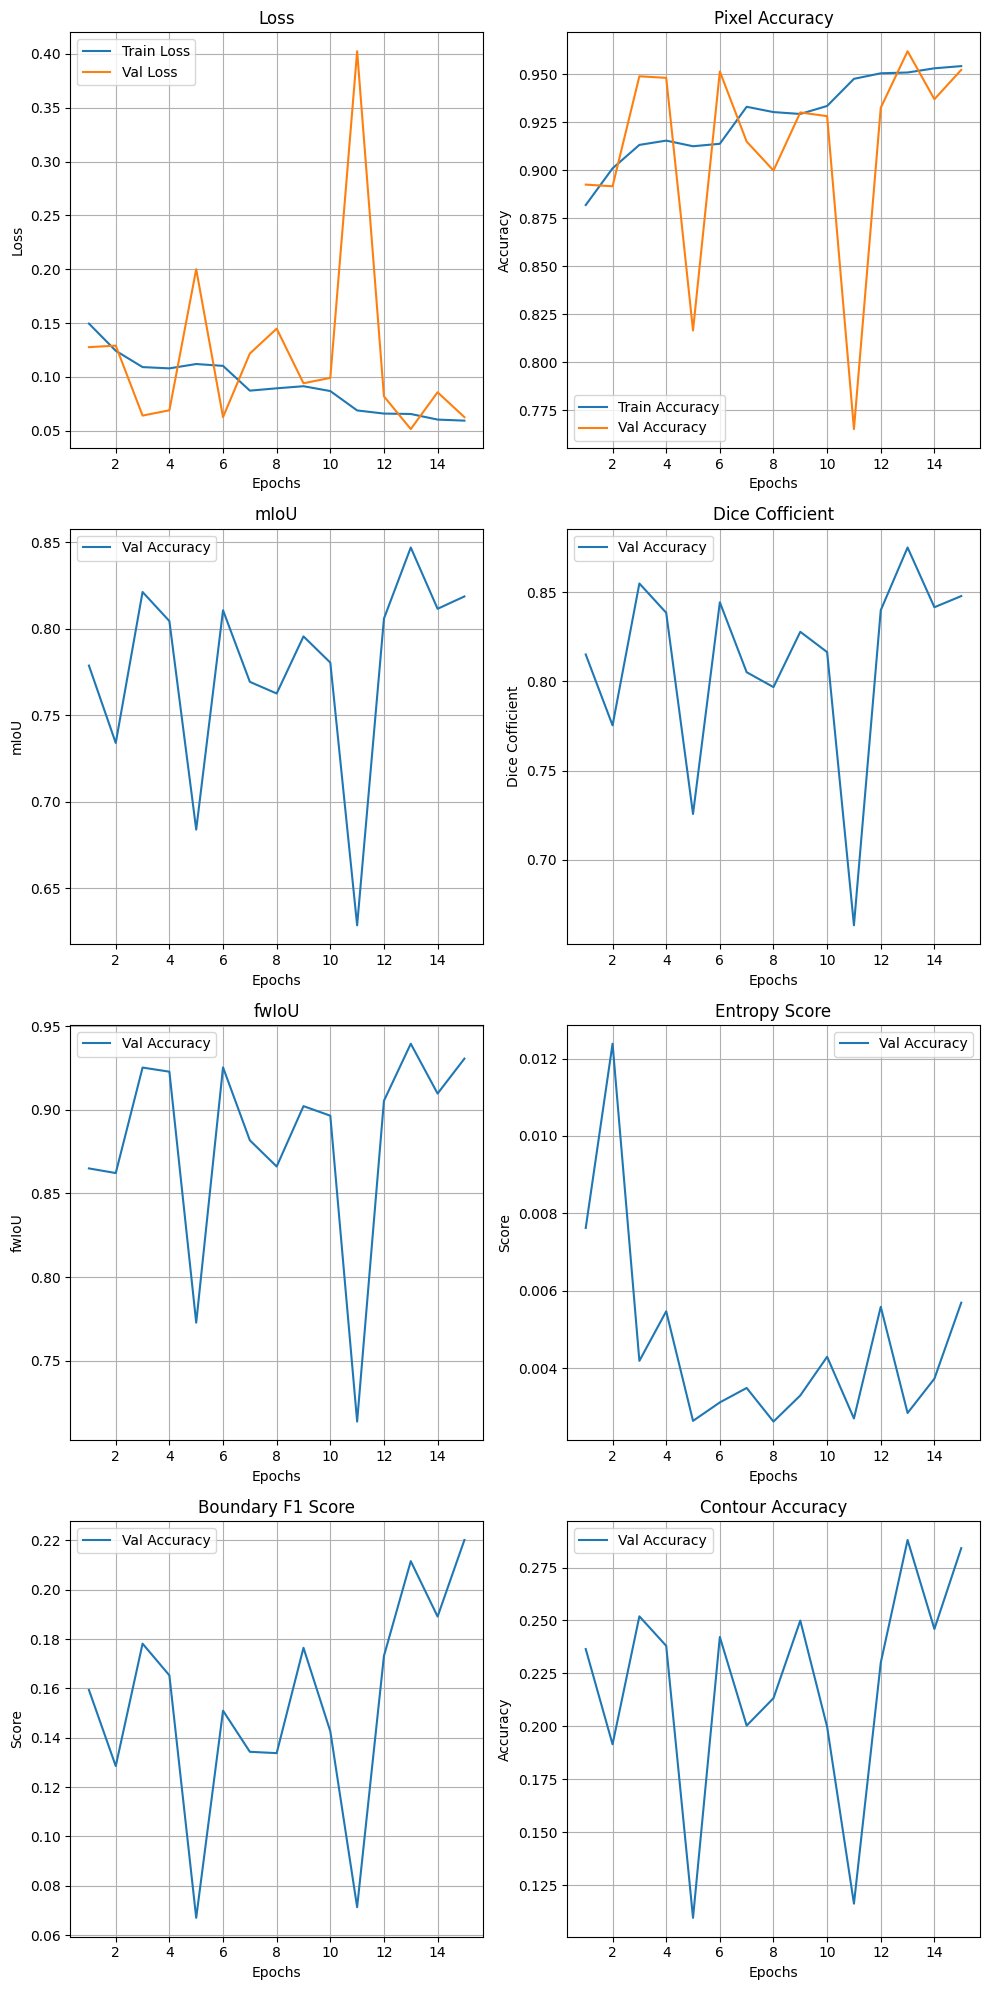 Loss
Train Loss
Val Loss
0.40
0.35
0.30
0.25
0.20
0.15
0.10
0.05
Loss
2 4 6 8 10 12 14
Epochs
Pixel Accuracy
0.950
0.925
0.900
0.875
0.850
0.825
0.800
0.775
Accuracy
Train Accuracy
Val Accuracy
2 4 6 8 10 12 14
Epochs
mIoU
Val Accuracy
0.85
0.80
0.75
0.70
0.65
mIoU
2 4 6 8 10 12 14
Epochs
Dice Cofficient
Val Accuracy
0.85
0.80
0.75
0.70
Dice Cofficient
2 4 6 8 10 12 14
Epochs
fwIoU
Val Accuracy
0.95
0.90
0.85
0.80
0.75
fwIoU
2 4 6 8 10 12 14
Epochs
Entropy Score
Val Accuracy
0.012
0.010
0.008
0.006
0.004
Score
2 4 6 8 10 12 14
Epochs
Boundary F1 Score
Val Accuracy
0.22
0.20
0.18
0.16
0.14
0.12
0.10
0.08
0.06
Score
2 4 6 8 10 12 14
Epochs
Contour Accuracy
Val Accuracy
0.275
0.250
0.225
0.200
0.175
0.150
0.125
Accuracy
2 4 6 8 10 12 14
Epochs